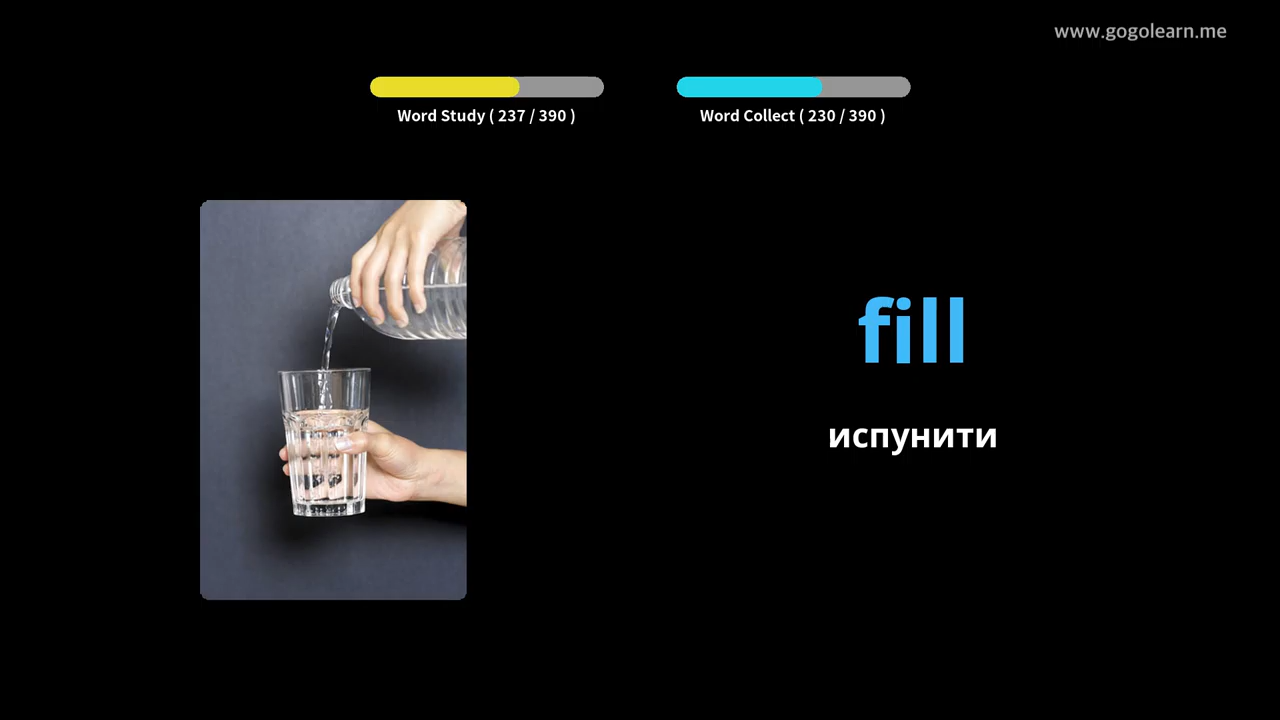 www.gogolearn.me
Word Study ( 237 / 390 )
Word Collect ( 230 / 390 )
fill
испунити